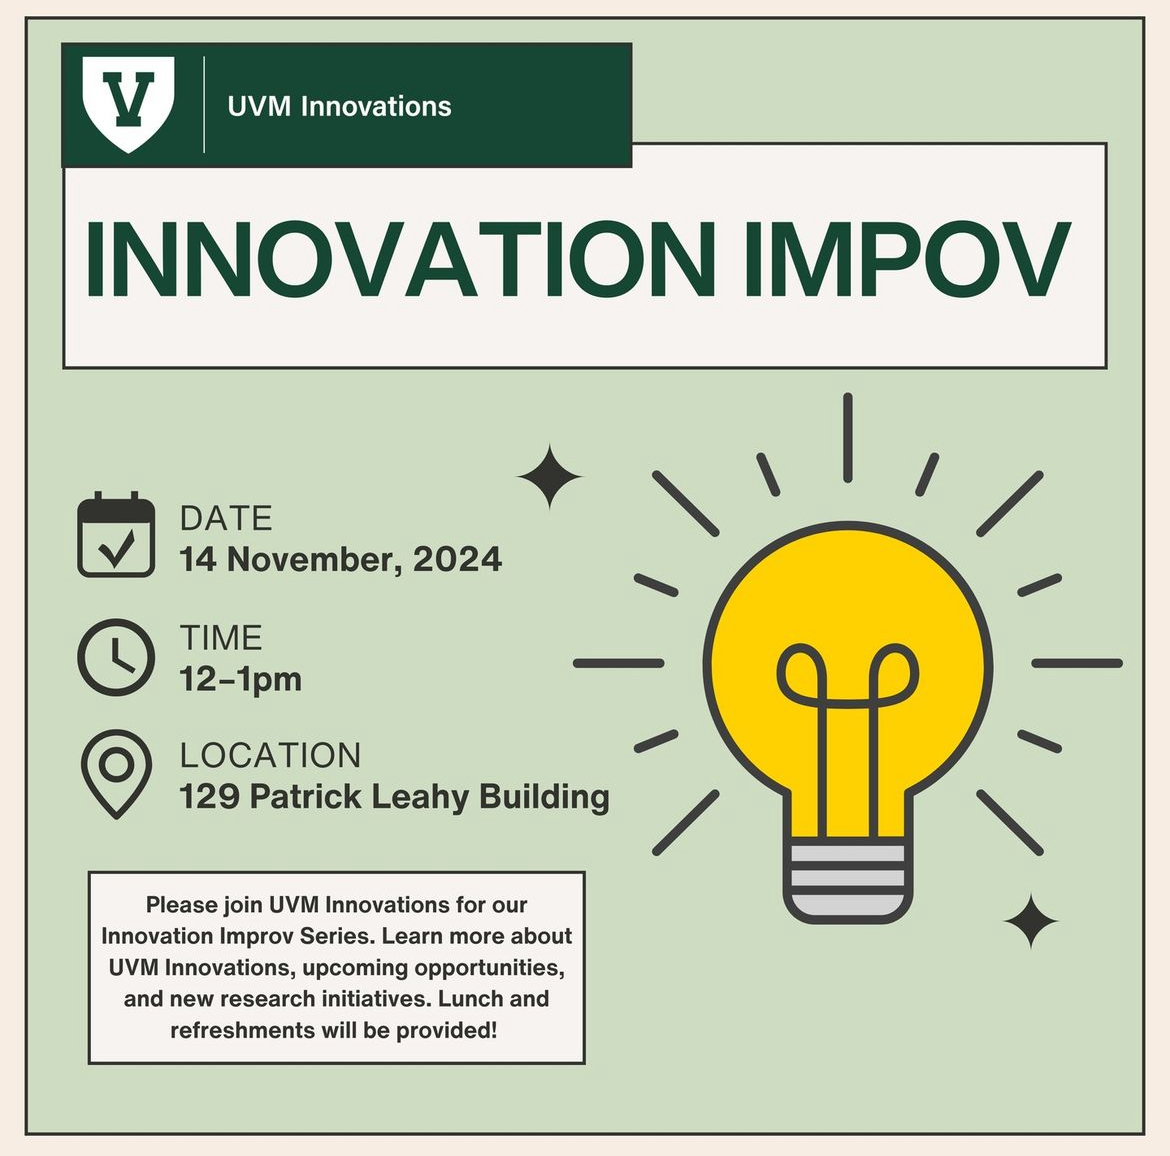 V
UVM Innovations
INNOVATION IMPOV
DATE
14 November, 2024
TIME
12–1pm
LOCATION
129 Patrick Leahy Building
Please join UVM Innovations for our
Innovation Improv Series. Learn more about
UVM Innovations, upcoming opportunities,
and new research initiatives. Lunch and
refreshments will be provided!